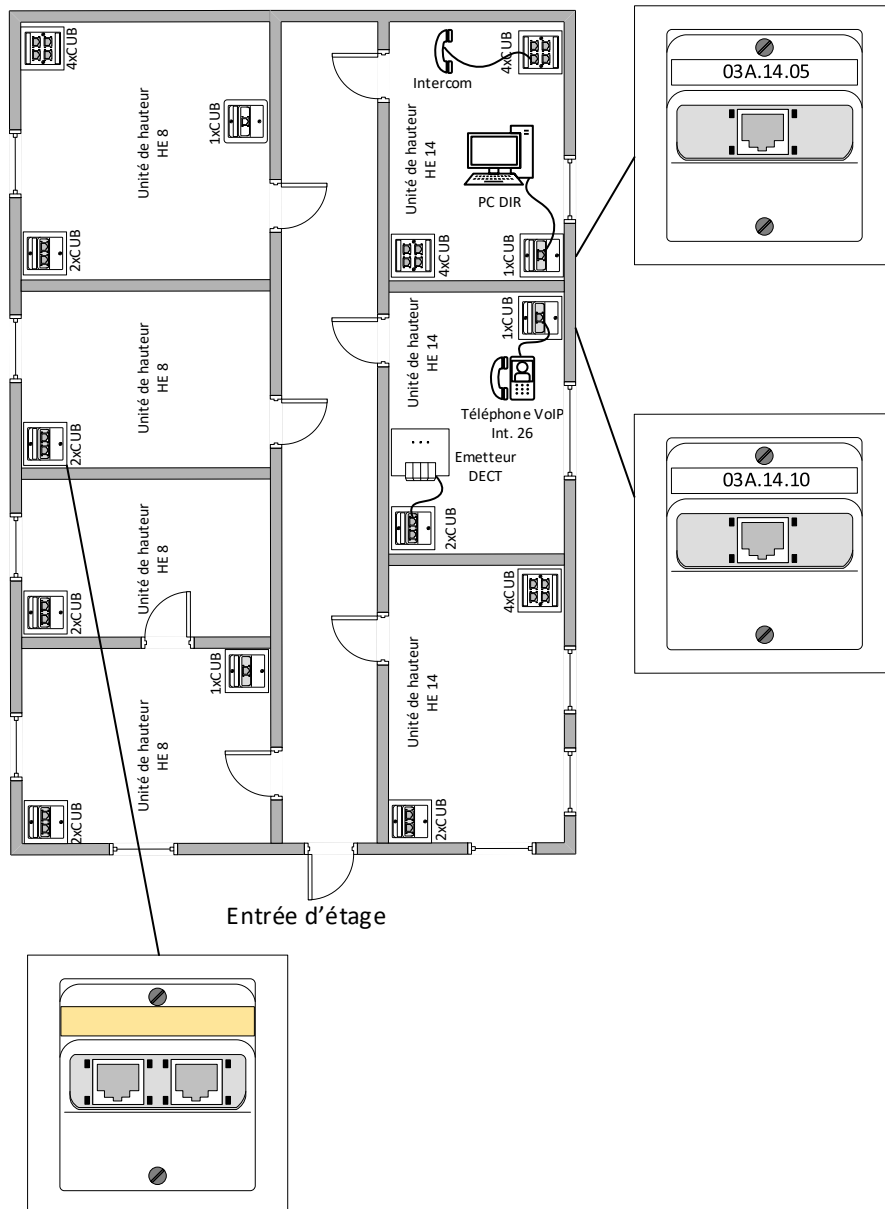 4xCUB
Unité de hauteur
HE 8
1xCUB
2xCUB
Unité de hauteur
HE 8
2xCUB
Unité de hauteur
HE 8
2xCUB
1xCUB
Unité de hauteur
HE 8
2xCUB
Intercom
4xCUB
Unité de hauteur
HE 14
PC DIR
4xCUB
1xCUB
1xCUB
Unité de hauteur
HE 14
Téléphone VoIP
Int. 26
Emetteur
DECT
2xCUB
4xCUB
Unité de hauteur
HE 14
2xCUB
Entrée d’étage
03A.14.05
03A.14.10